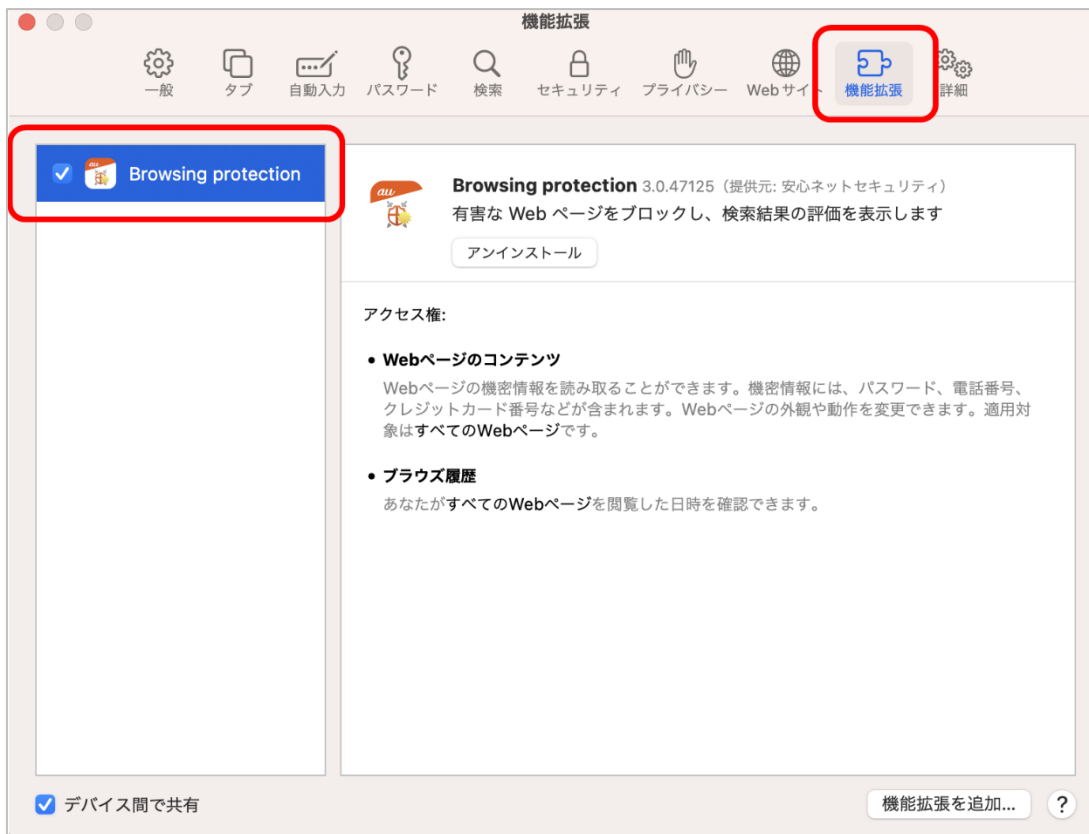 機能拡張
一般
タブ
自動入力
パスワード
検索
セキュリティ
プライバシー
Webサイト
機能拡張
詳細
Browsing protection
au
Browsing protection 3.0.47125（提供元: 安心ネットセキュリティ）
有害な Web ページをブロックし、検索結果の評価を表示します
アンインストール
アクセス権:
• Webページのコンテンツ
Webページの機密情報を読み取ることができます。機密情報には、パスワード、電話番号、
クレジットカード番号などが含まれます。Webページの外観や動作を変更できます。適用対
象はすべてのWebページです。
• ブラウズ履歴
あなたがすべてのWebページを閲覧した日時を確認できます。
デバイス間で共有
機能拡張を追加...
?